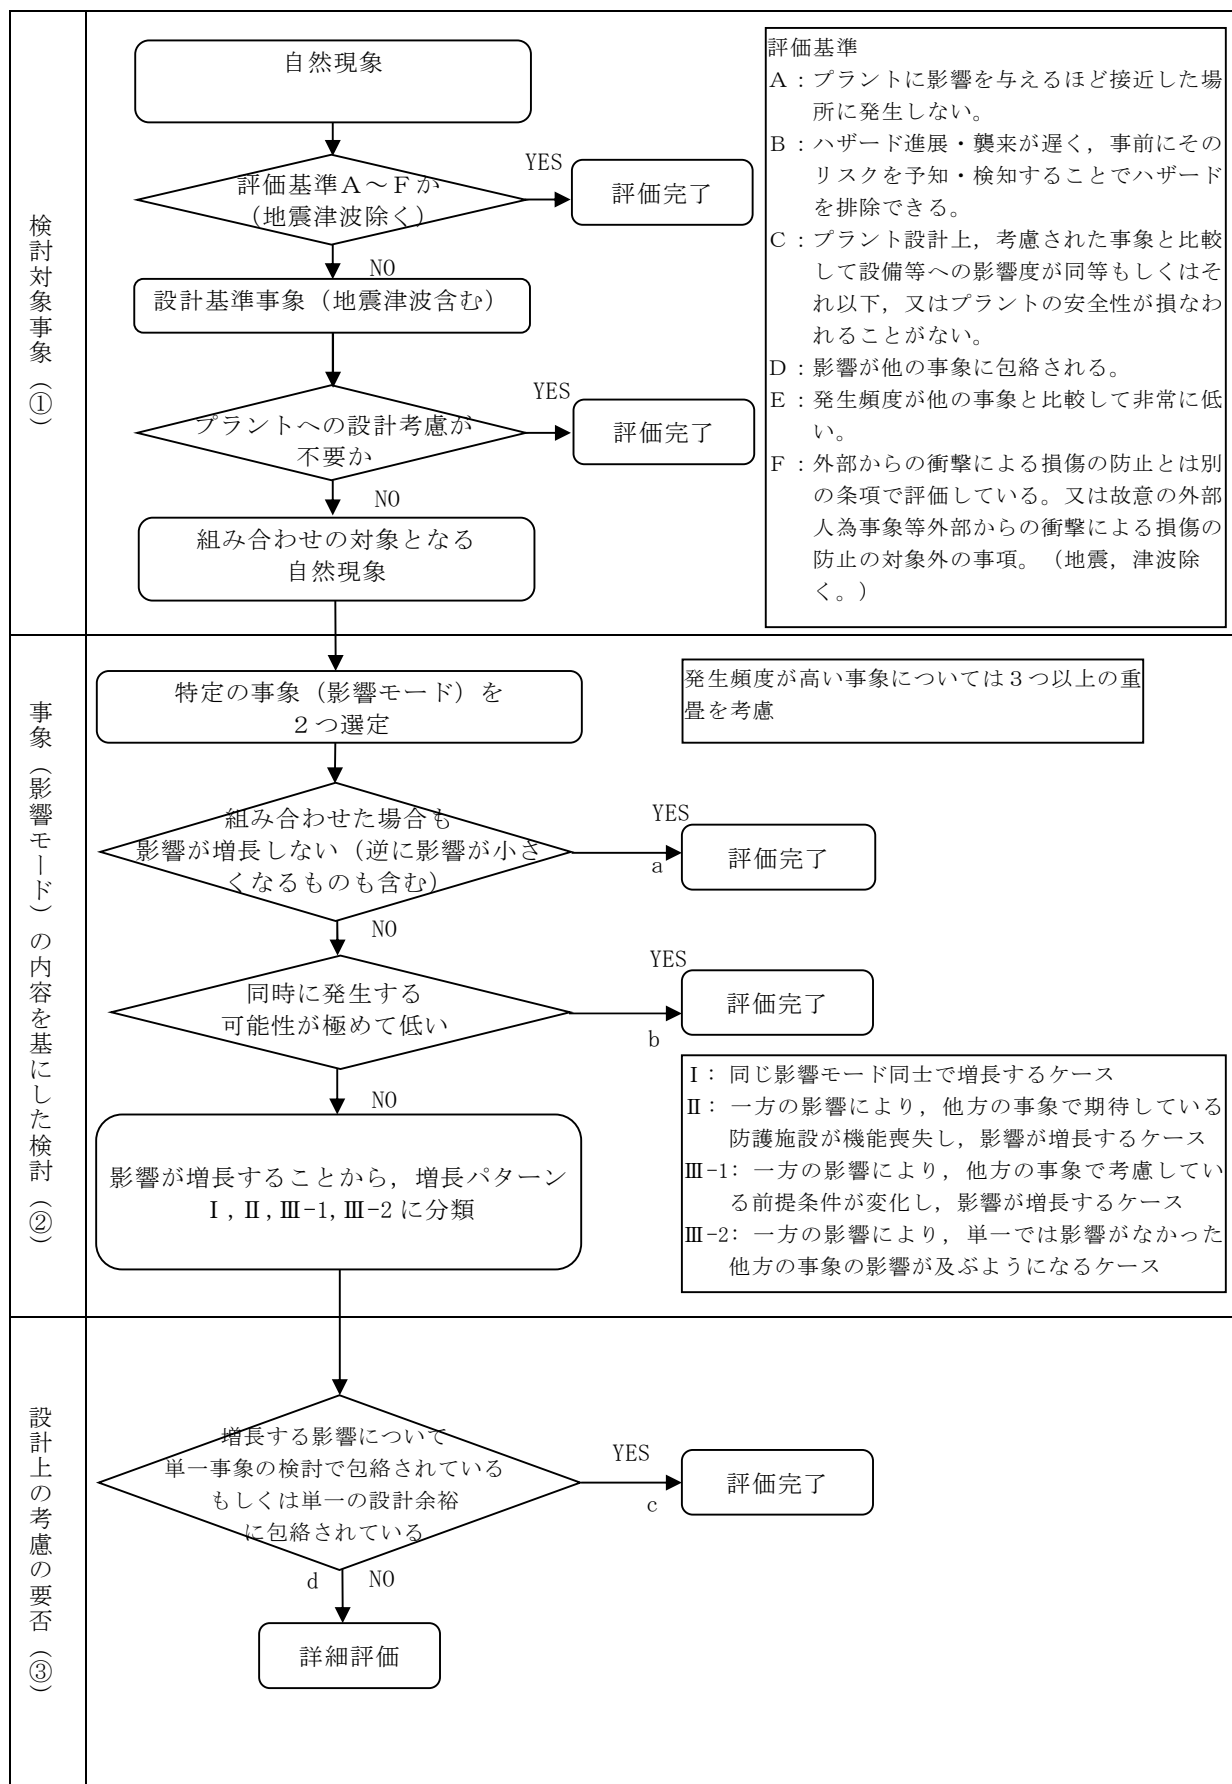 検討対象事象（①）
自然現象
評価基準Ａ～Ｆか
（地震津波除く）
YES
評価完了
NO
設計基準事象（地震津波含む）
プラントへの設計考慮が
不要か
YES
評価完了
NO
組み合わせの対象となる
自然現象
評価基準
Ａ：プラントに影響を与えるほど接近した場
所に発生しない。
Ｂ：ハザード進展・襲来が遅く，事前にその
リスクを予知・検知することでハザード
を排除できる。
Ｃ：プラント設計上，考慮された事象と比較
して設備等への影響度が同等もしくはそ
れ以下，又はプラントの安全性が損なわ
れることがない。
Ｄ：影響が他の事象に包絡される。
Ｅ：発生頻度が他の事象と比較して非常に低
い。
Ｆ：外部からの衝撃による損傷の防止とは別
の条項で評価している。又は故意の外部
人為事象等外部からの衝撃による損傷の
防止の対象外の事項。（地震，津波除
く。）
事象（影響モード）の内容を基にした検討（②）
特定の事象（影響モード）を
２つ選定
発生頻度が高い事象については３つ以上の重
畳を考慮
組み合わせた場合も
影響が増長しない（逆に影響が小さ
くなるものも含む）
YES
a
評価完了
NO
同時に発生する
可能性が極めて低い
YES
b
評価完了
NO
影響が増長することから，増長パターン
Ⅰ,Ⅱ,Ⅲ-1,Ⅲ-2 に分類
Ⅰ： 同じ影響モード同士で増長するケース
Ⅱ： 一方の影響により，他方の事象で期待している
防護施設が機能喪失し，影響が増長するケース
Ⅲ-1: 一方の影響により，他方の事象で考慮してい
る前提条件が変化し，影響が増長するケース
Ⅲ-2: 一方の影響により，単一では影響がなかった
他方の事象の影響が及ぶようになるケース
設計上の考慮の要否（③）
増長する影響について
単一事象の検討で包絡されている
もしくは単一の設計余裕
に包絡されている
YES
c
評価完了
d
NO
詳細評価